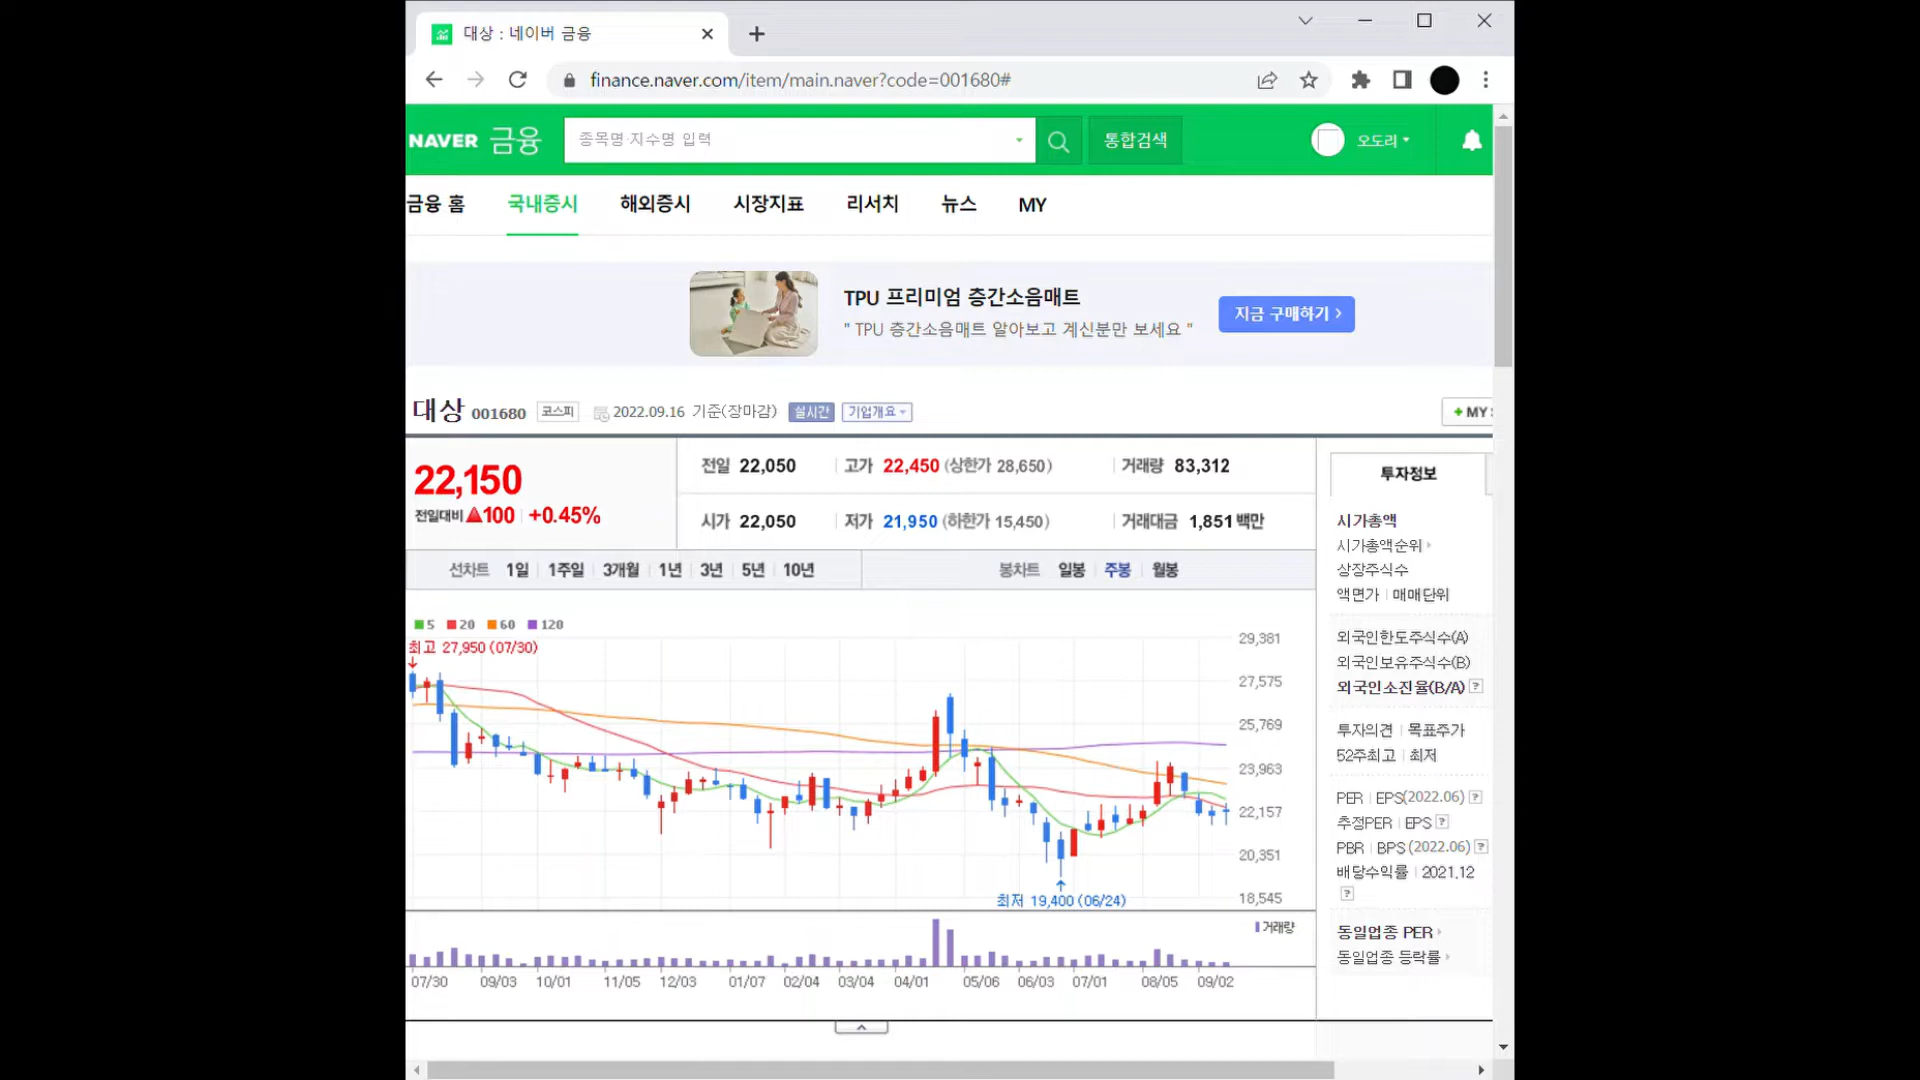 대상 : 네이버 금융
finance.naver.com/item/main.naver?code=001680#
NAVER 금융
종목명·지수명 입력
통합검색
오도리
금융 홈 국내증시 해외증시 시장지표 리서치 뉴스 MY
TPU 프리미엄 층간소음매트
" TPU 층간소음매트 알아보고 계신분만 보세요 "
지금 구매하기 >
대상 001680 코스피 2022.09.16 기준(장마감) 실시간 기업개요
+ MY
22,150
전일대비 ▲100 +0.45%
전일 22,050 고가 22,450 (상한가 28,650) 거래량 83,312
시가 22,050 저가 21,950 (하한가 15,450) 거래대금 1,851 백만
선차트 1일 1주일 3개월 1년 3년 5년 10년 봉차트 일봉 주봉 월봉
5 20 60 120
최고 27,950 (07/30)
29,381
27,575
25,769
23,963
22,157
20,351
18,545
최저 19,400 (06/24)
거래량
07/30 09/03 10/01 11/05 12/03 01/07 02/04 03/04 04/01 05/06 06/03 07/01 08/05 09/02
투자정보
시가총액
시가총액순위
상장주식수
액면가 매매단위
외국인한도주식수(A)
외국인보유주식수(B)
외국인소진율(B/A) ?
투자의견 목표주가
52주최고 최저
PER EPS(2022.06) ?
추정PER EPS ?
PBR BPS (2022.06) ?
배당수익률 2021.12
?
동일업종 PER
동일업종 등락률